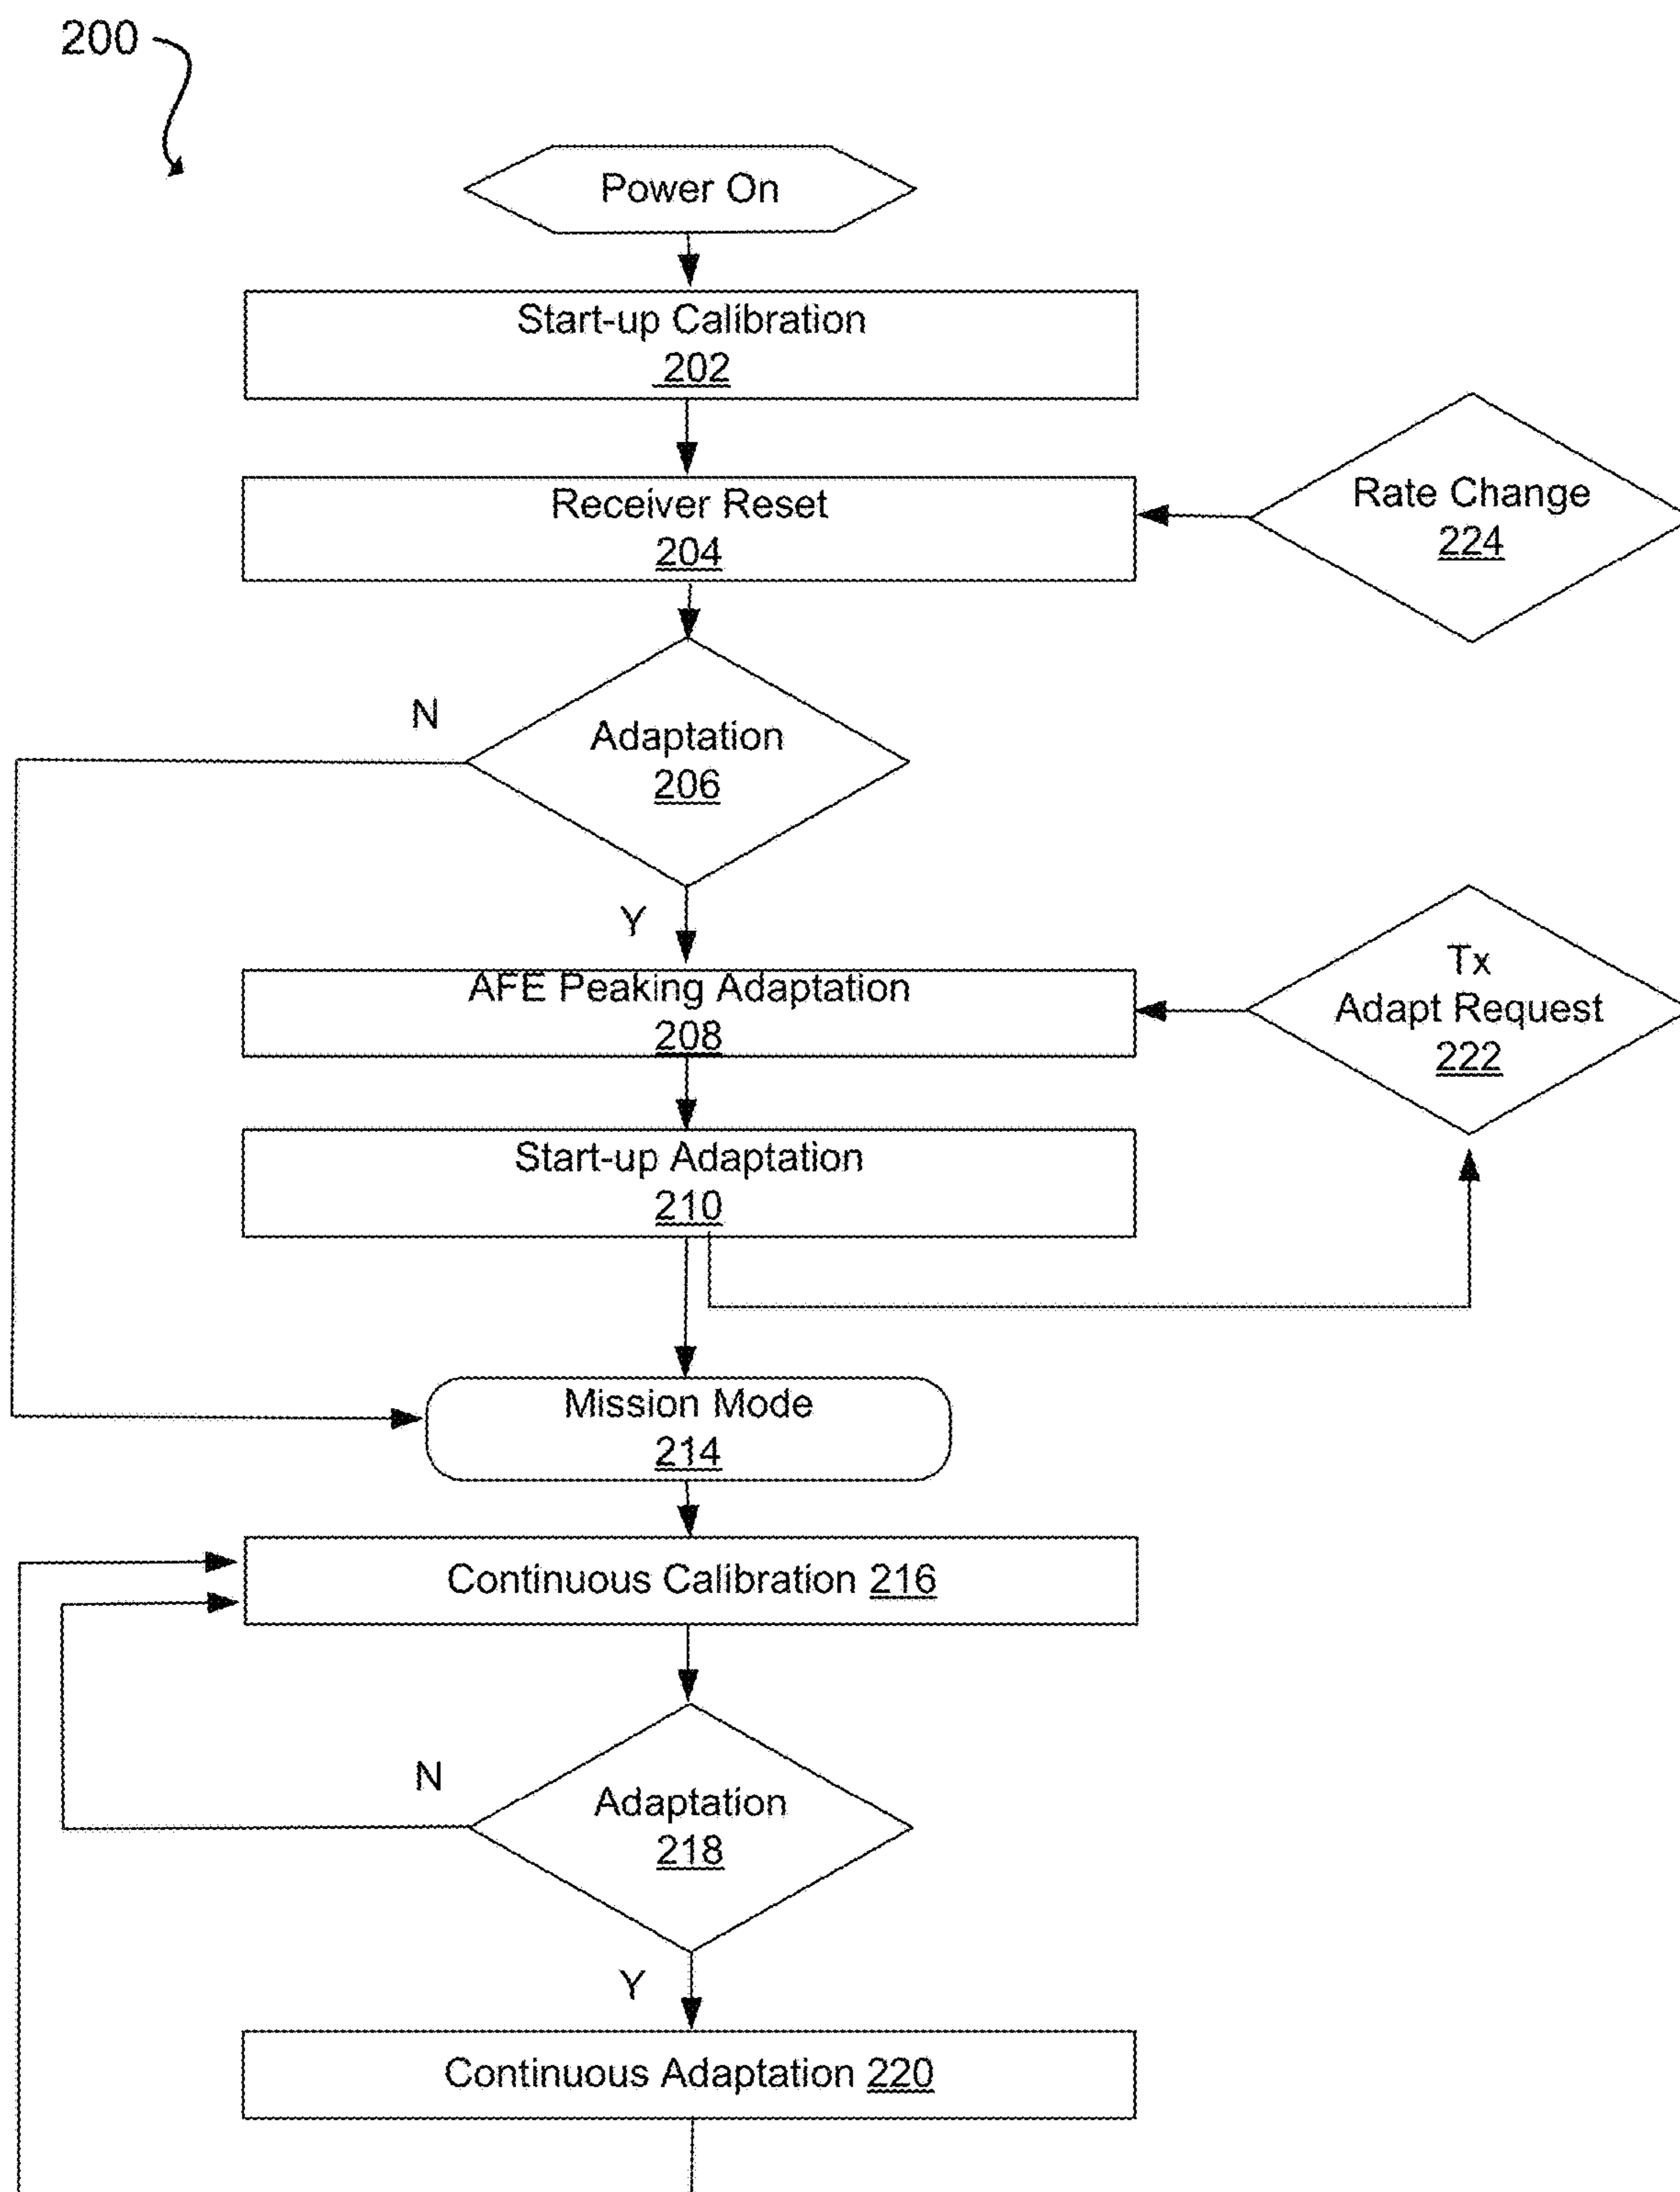 200
Power On
Start-up Calibration
202
Receiver Reset
204
Rate Change
224
N
Adaptation
206
Y
AFE Peaking Adaptation
208
Tx
Adapt Request
222
Start-up Adaptation
210
Mission Mode
214
Continuous Calibration 216
N
Adaptation
218
Y
Continuous Adaptation 220